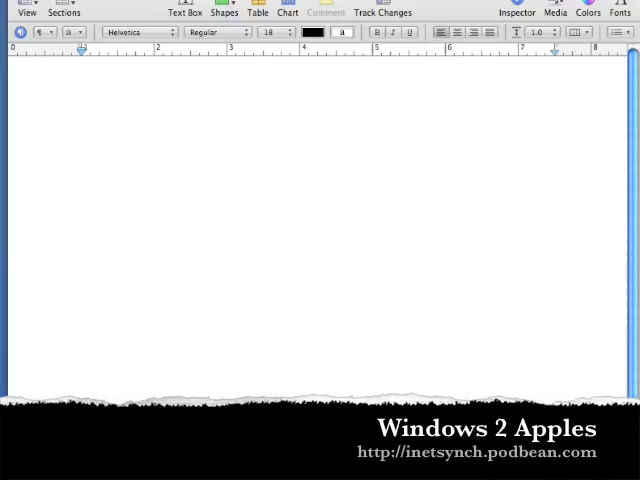 View Sections Text Box Shapes Table Chart Comment Track Changes Inspector Media Colors Fonts
¶ a Helvetica Regular 18 a B I U 1.0
0 1 2 3 4 5 6 7 8
Windows 2 Apples
http://inetsynch.podbean.com